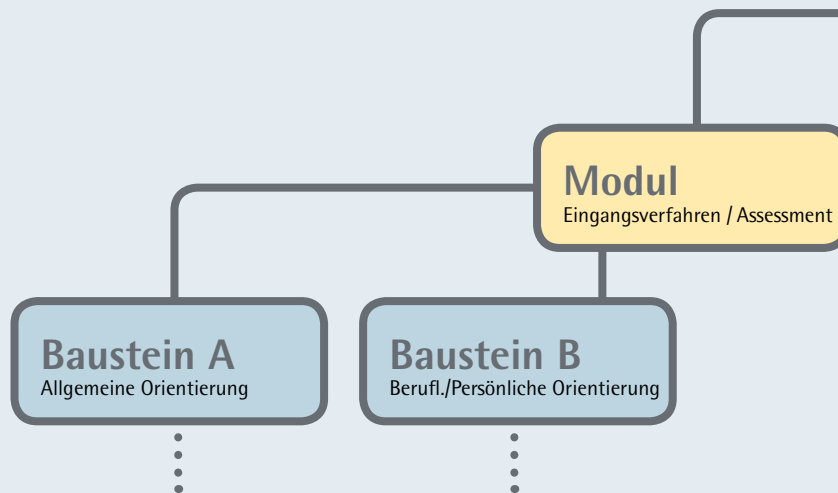 Modul
Eingangsverfahren / Assessment
Baustein A
Allgemeine Orientierung
Baustein B
Berufl./Persönliche Orientierung